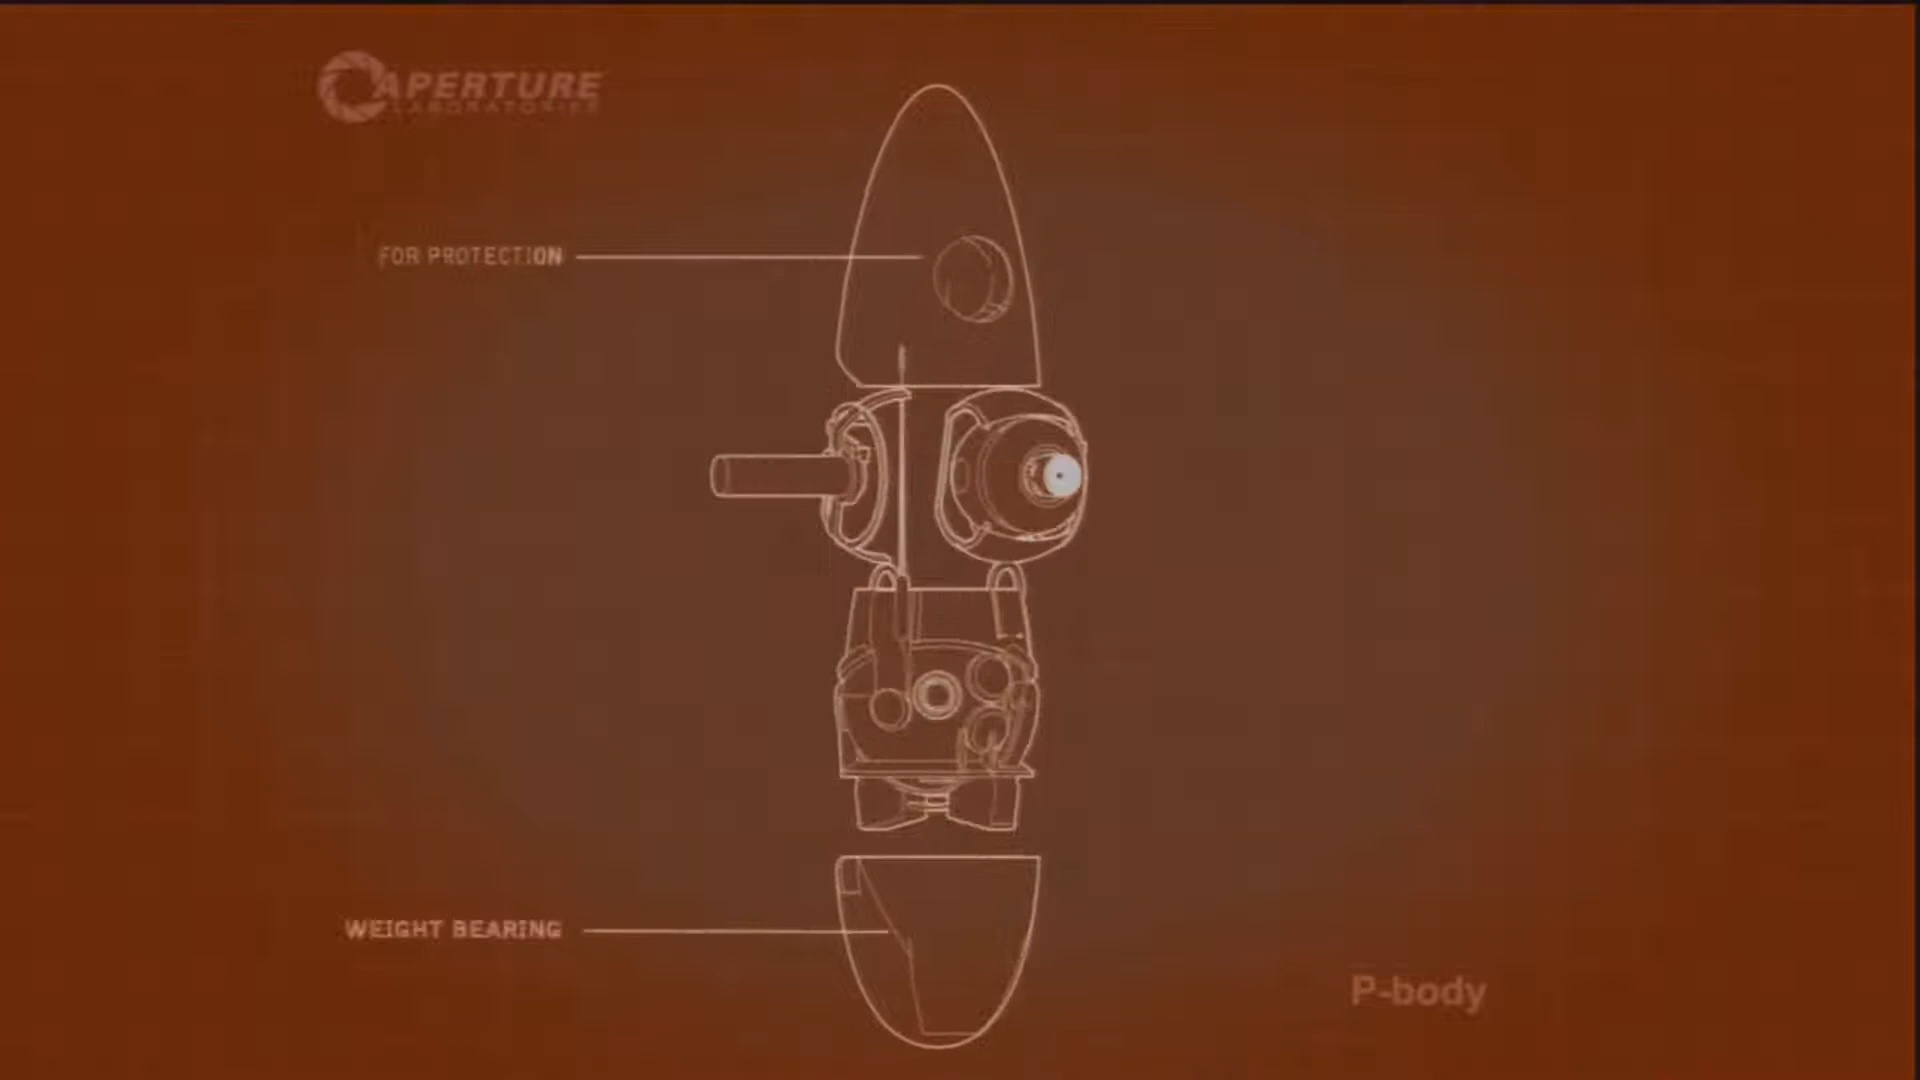 APERTURE
LABORATORIES
FOR PROTECTION
WEIGHT BEARING
P-body